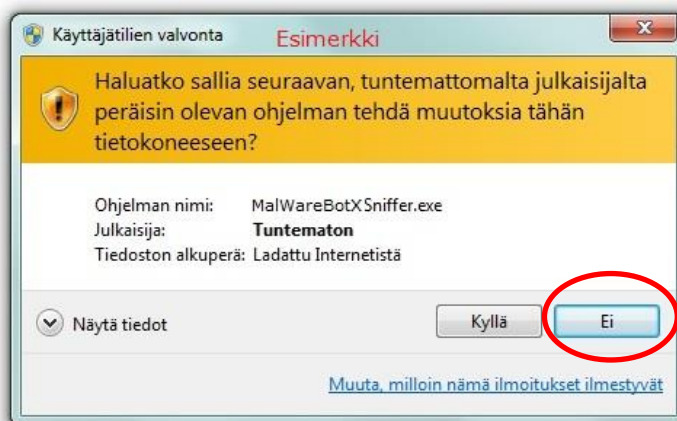 Käyttäjätilien valvonta Esimerkki
Haluatko sallia seuraavan, tuntemattomalta julkaisijalta
peräisin olevan ohjelman tehdä muutoksia tähän
tietokoneeseen?
Ohjelman nimi: MalWareBotXSniffer.exe
Julkaisija: Tuntematon
Tiedoston alkuperä: Ladattu Internetistä
Näytä tiedot Kyllä Ei
Muuta, milloin nämä ilmoitukset ilmestyvät